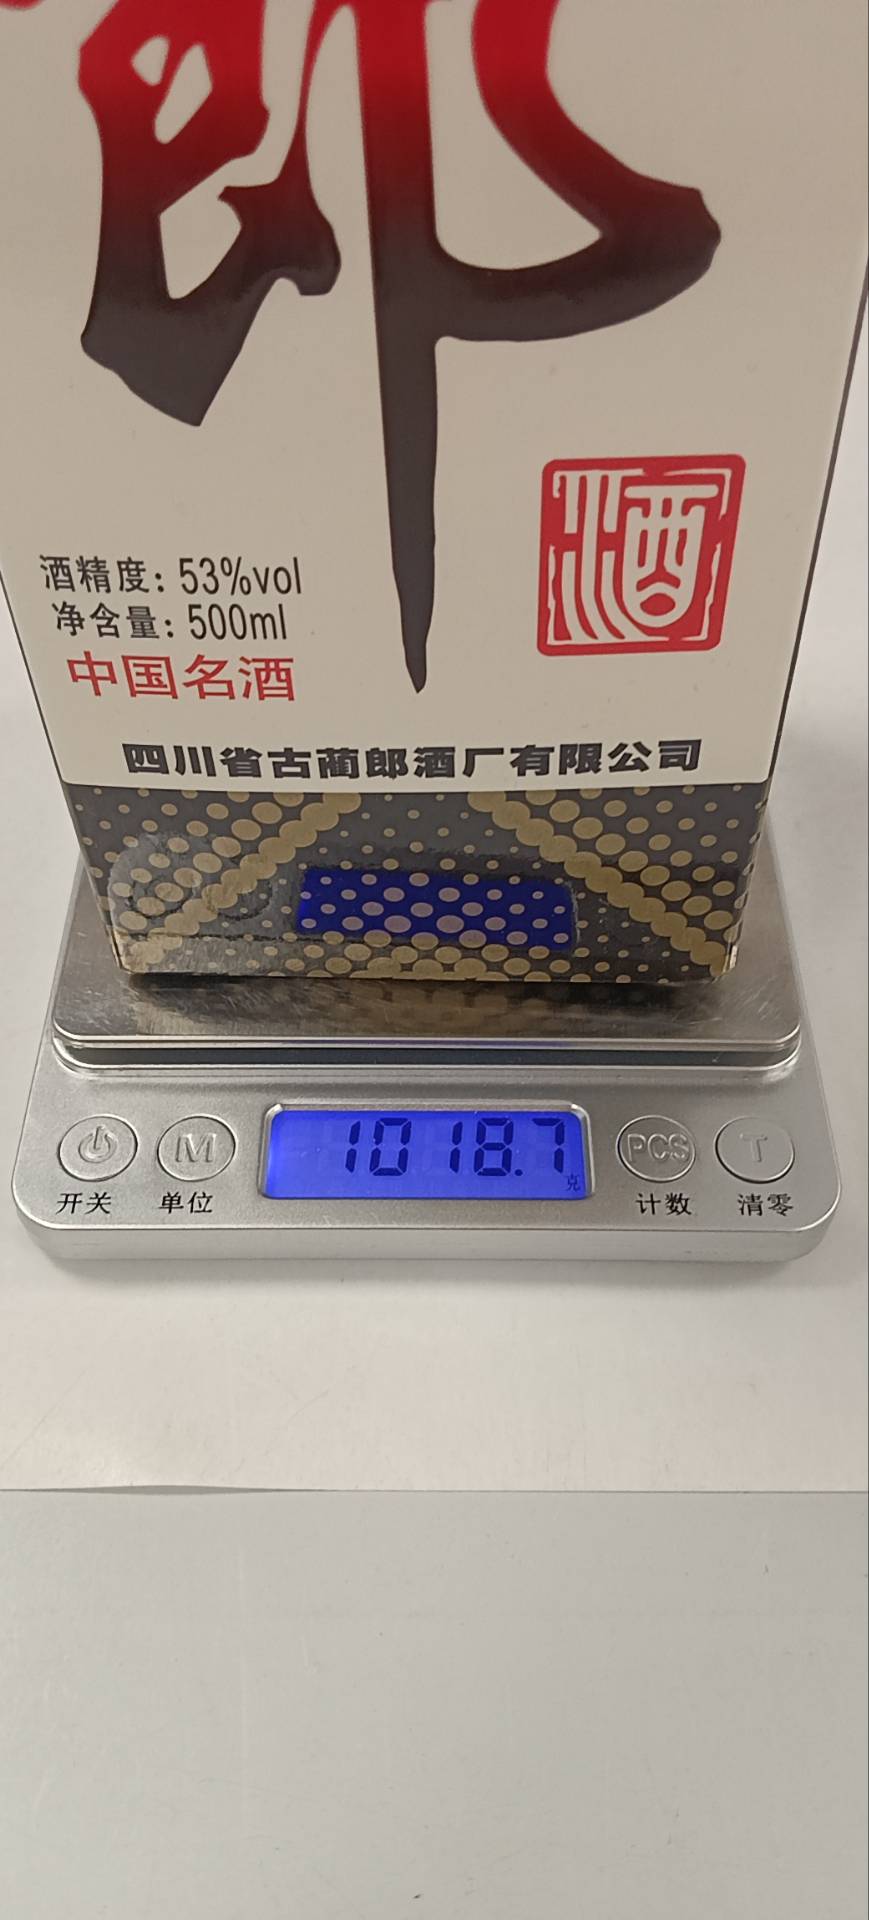 郎
酒
酒精度: 53%vol
净含量: 500ml
中国名酒
四川省古蔺郎酒厂有限公司
1018.7
克
M PCS T
开关 单位 计数 清零